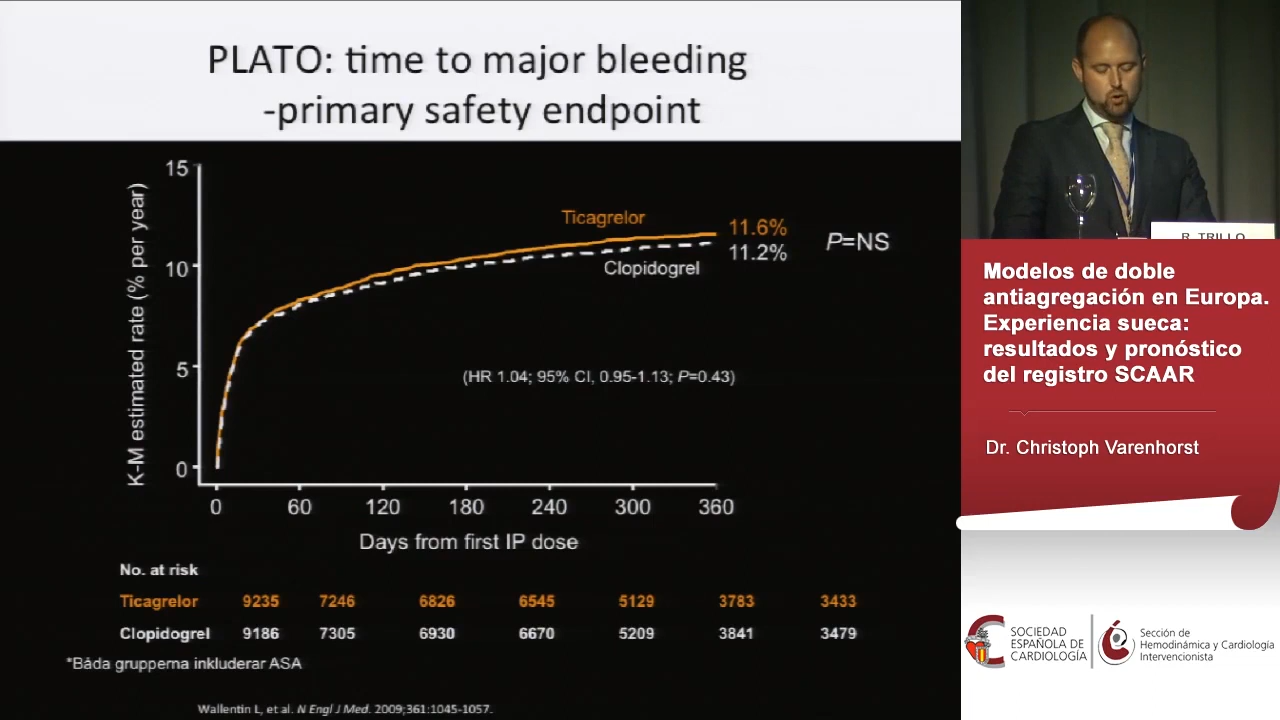 PLATO: time to major bleeding
-primary safety endpoint
K-M estimated rate (% per year)
15
10
5
0
Ticagrelor
11.6%
Clopidogrel
11.2%
P=NS
(HR 1.04; 95% CI, 0.95-1.13; P=0.43)
0 60 120 180 240 300 360
Days from first IP dose
No. at risk
Ticagrelor 9235 7246 6826 6545 5129 3783 3433
Clopidogrel 9186 7305 6930 6670 5209 3841 3479
*Båda grupperna inkluderar ASA
Wallentin L, et al. N Engl J Med. 2009;361:1045-1057.
R. TRILLO
Modelos de doble
antiagregación en Europa.
Experiencia sueca:
resultados y pronóstico
del registro SCAAR
Dr. Christoph Varenhorst
SOCIEDAD
ESPAÑOLA DE
CARDIOLOGÍA
Sección de
Hemodinámica y Cardiología
Intervencionista